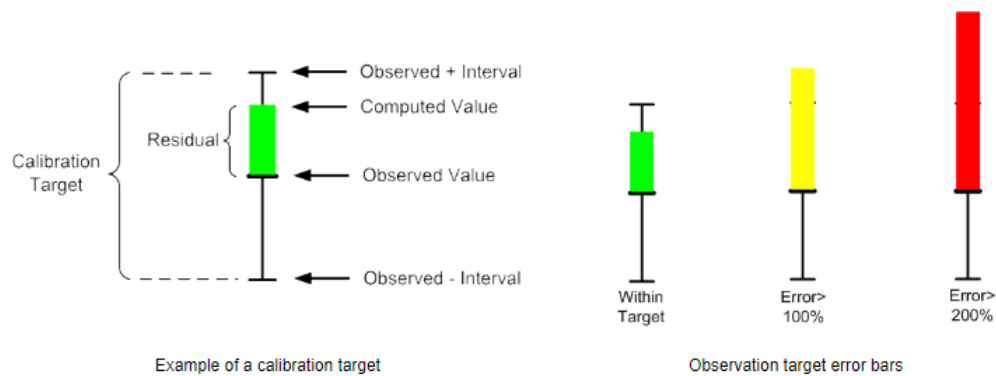 Observed + Interval
Computed Value
Residual
Calibration
Target
Observed Value
Observed - Interval
Within
Target
Error>
100%
Error>
200%
Example of a calibration target
Observation target error bars